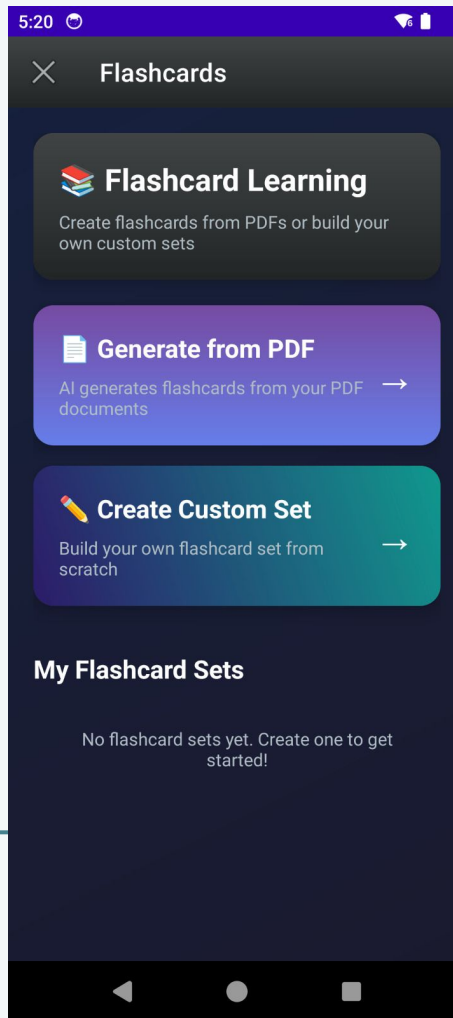 5:20
6
Flashcards
📚 Flashcard Learning
Create flashcards from PDFs or build your
own custom sets
📄 Generate from PDF
AI generates flashcards from your PDF →
documents
✏️ Create Custom Set
Build your own flashcard set from →
scratch
My Flashcard Sets
No flashcard sets yet. Create one to get
started!